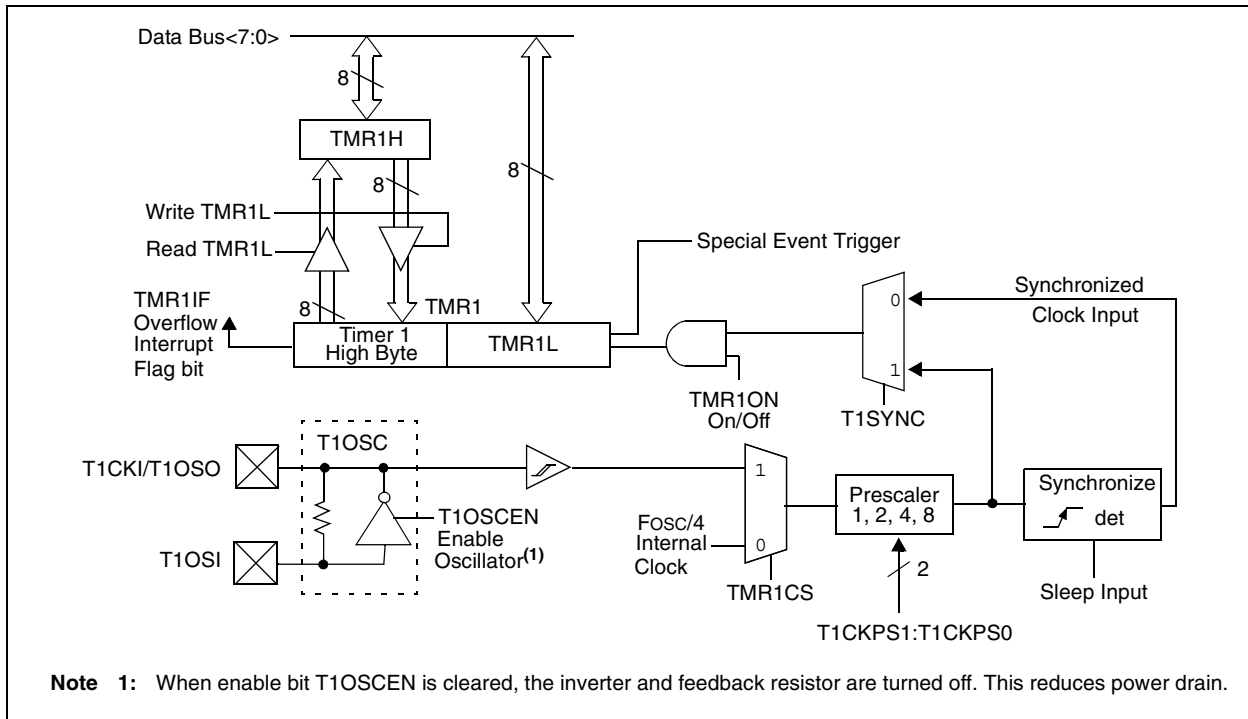 Data Bus<7:0>
8
TMR1H
8
8
Write TMR1L
Read TMR1L
Special Event Trigger
TMR1IF
Overflow
Interrupt
Flag bit
8
TMR1
Timer 1
High Byte
TMR1L
0
1
Synchronized
Clock Input
TMR1ON
On/Off
T1SYNC
T1OSC
T1CKI/T1OSO
T1OSI
T1OSCEN
Enable
Oscillator(1)
FOSC/4
Internal
Clock
1
0
TMR1CS
Prescaler
1, 2, 4, 8
2
T1CKPS1:T1CKPS0
Synchronize
det
Sleep Input
Note 1: When enable bit T1OSCEN is cleared, the inverter and feedback resistor are turned off. This reduces power drain.